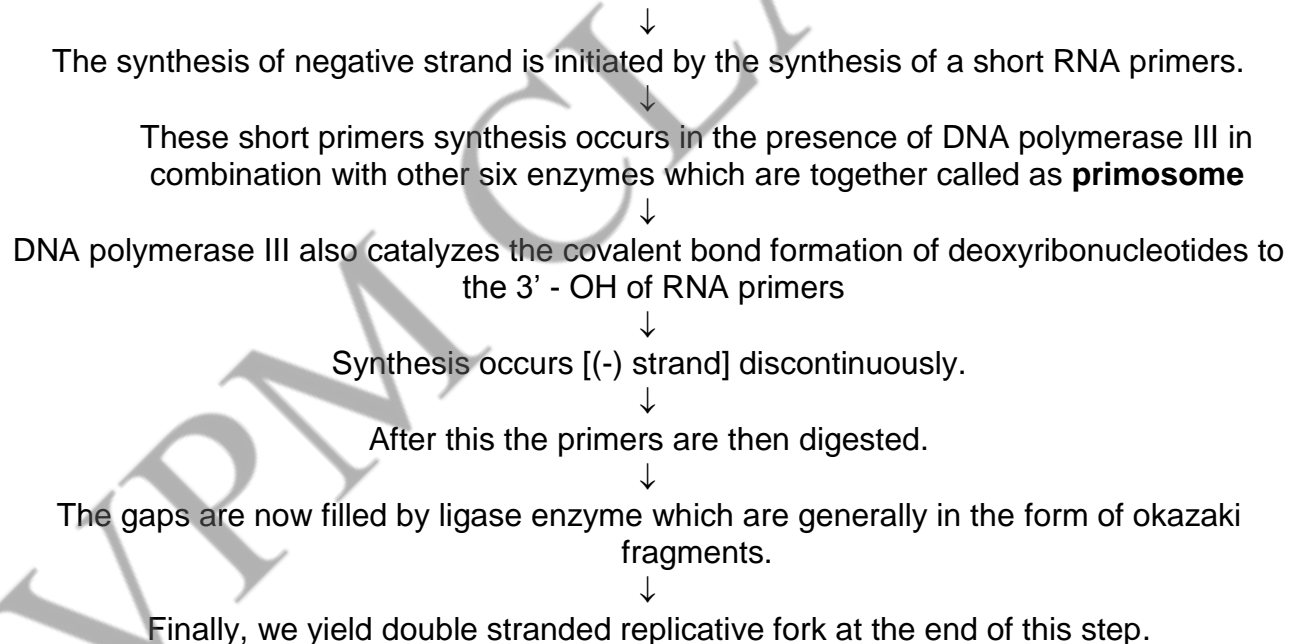 ↓
The synthesis of negative strand is initiated by the synthesis of a short RNA primers.
↓
These short primers synthesis occurs in the presence of DNA polymerase III in
combination with other six enzymes which are together called as primosome
↓
DNA polymerase III also catalyzes the covalent bond formation of deoxyribonucleotides to
the 3’ - OH of RNA primers
↓
Synthesis occurs [(-) strand] discontinuously.
↓
After this the primers are then digested.
↓
The gaps are now filled by ligase enzyme which are generally in the form of okazaki
fragments.
↓
Finally, we yield double stranded replicative fork at the end of this step.
VPM CLA